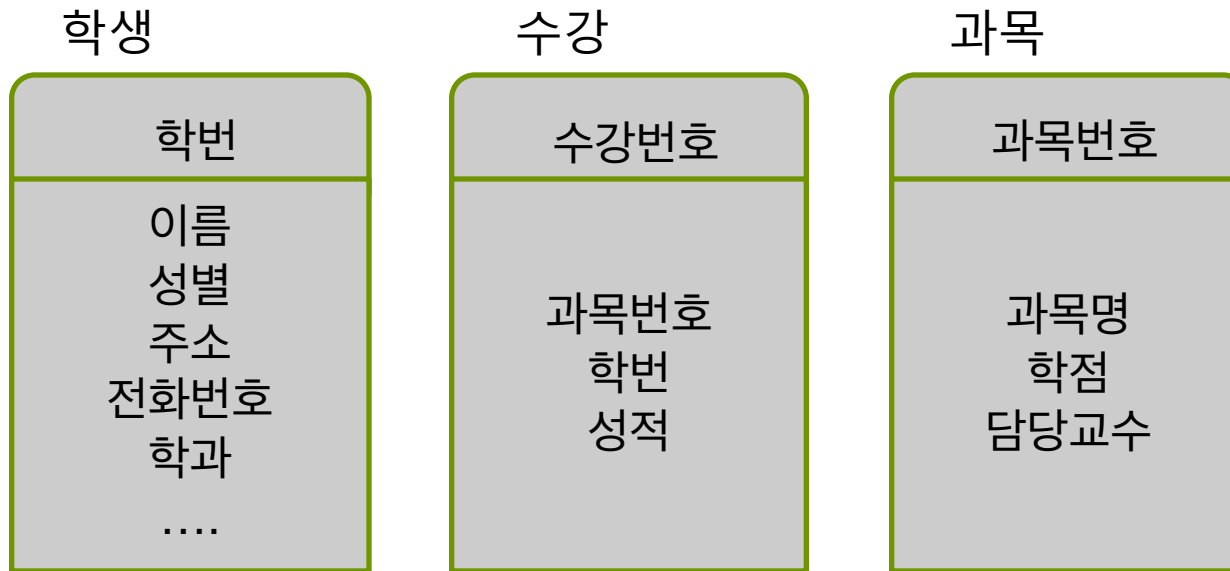 학생
학번
이름
성별
주소
전화번호
학과
....
수강
수강번호
과목번호
학번
성적
과목
과목번호
과목명
학점
담당교수